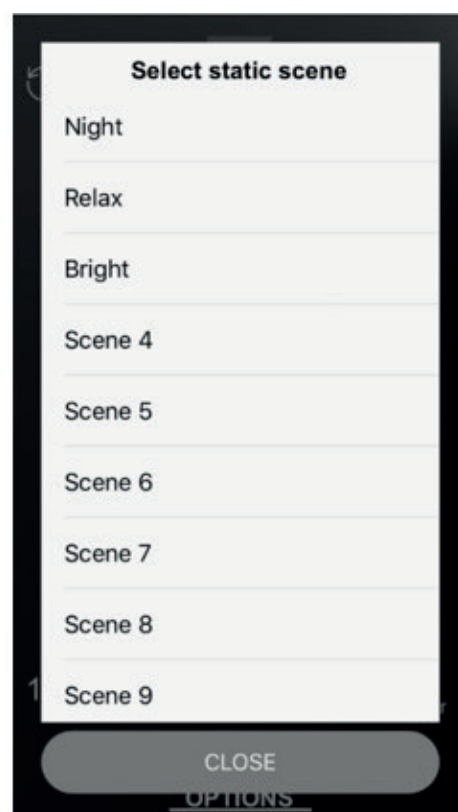 Select static scene
Night
Relax
Bright
Scene 4
Scene 5
Scene 6
Scene 7
Scene 8
1
Scene 9
r
CLOSE
OPTIONS